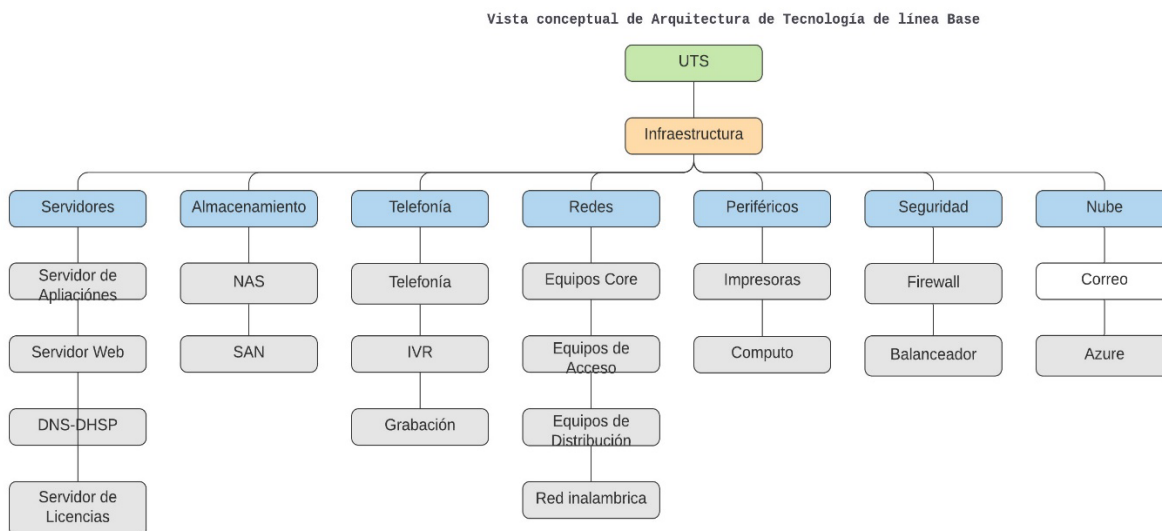 Vista conceptual de Arquitectura de Tecnología de línea Base
UTS
Infraestructura
Servidores
Almacenamiento
Telefonía
Redes
Periféricos
Seguridad
Nube
Servidor de
Apliaciónes
NAS
Telefonía
Equipos Core
Impresoras
Firewall
Correo
Servidor Web
SAN
IVR
Equipos de
Acceso
Computo
Balanceador
Azure
DNS-DHSP
Grabación
Equipos de
Distribución
Servidor de
Licencias
Red inalambrica